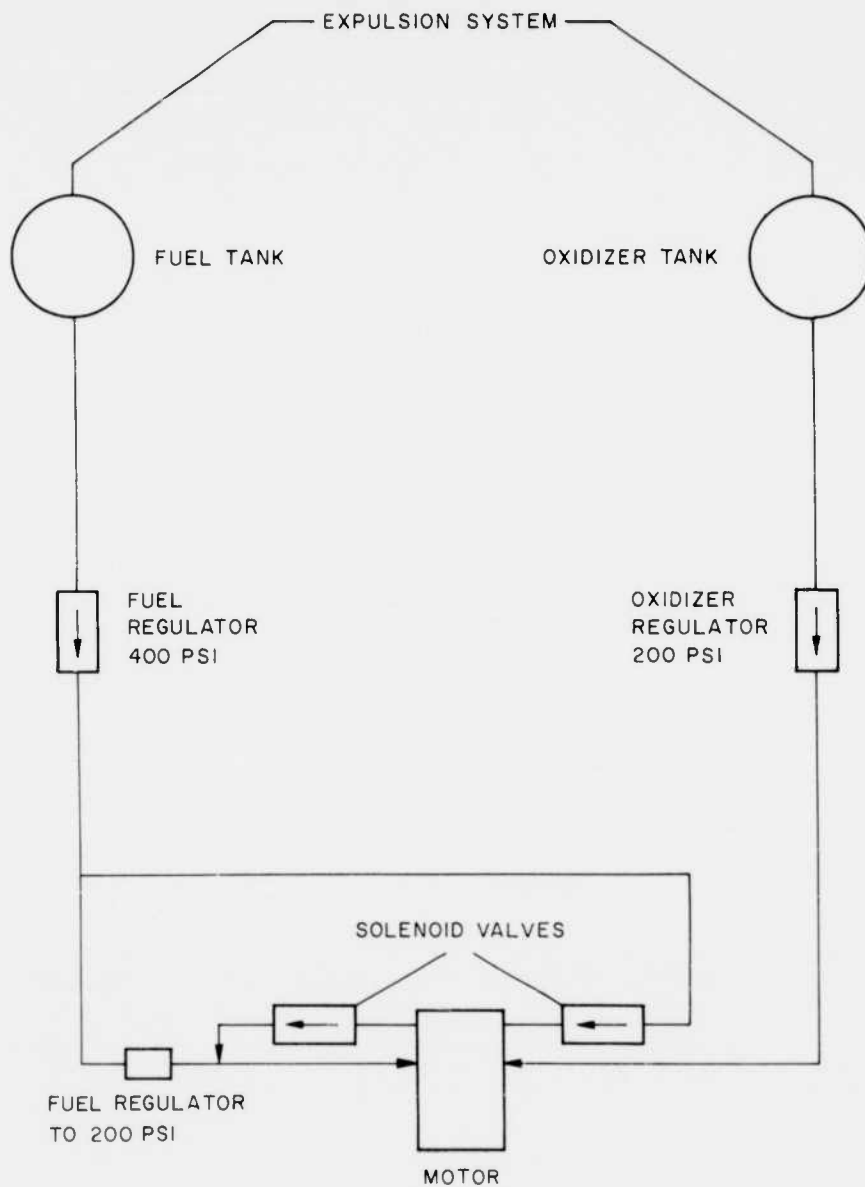 EXPULSION SYSTEM
FUEL TANK
OXIDIZER TANK
FUEL
REGULATOR
400 PSI
OXIDIZER
REGULATOR
200 PSI
SOLENOID VALVES
FUEL REGULATOR
TO 200 PSI
MOTOR